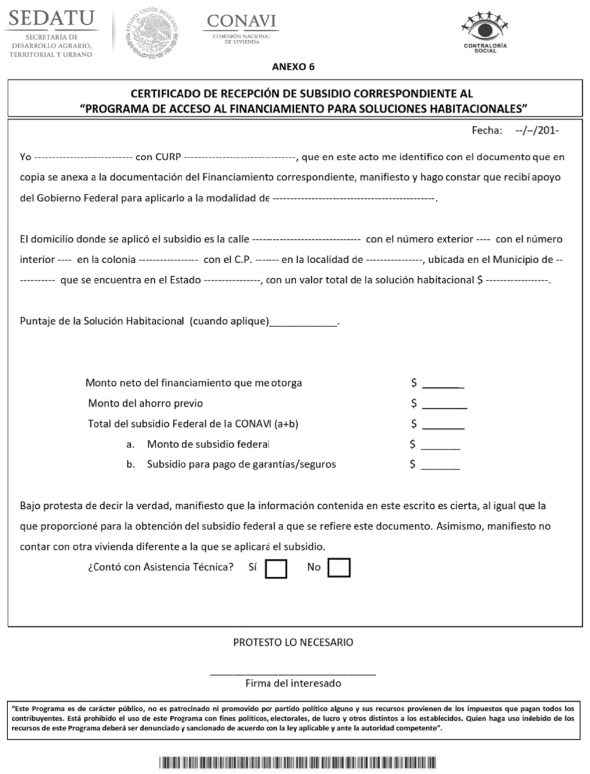 SEDATU
SECRETARÍA DE
DESARROLLO AGRARIO,
TERRITORIAL Y URBANO
ESTADOS UNIDOS MEXICANOS
CONAVI
COMISIÓN NACIONAL
DE VIVIENDA
CONTRALORÍA
SOCIAL
ANEXO 6
CERTIFICADO DE RECEPCIÓN DE SUBSIDIO CORRESPONDIENTE AL
“PROGRAMA DE ACCESO AL FINANCIAMIENTO PARA SOLUCIONES HABITACIONALES”
Fecha: --/--/201-
Yo ---------------------------- con CURP --------------------------------, que en este acto me identifico con el documento que en
copia se anexa a la documentación del Financiamiento correspondiente, manifiesto y hago constar que recibí apoyo
del Gobierno Federal para aplicarlo a la modalidad de ----------------------------------------------.
El domicilio donde se aplicó el subsidio es la calle ------------------------------- con el número exterior ---- con el número
interior ---- en la colonia ----------------- con el C.P. ------- en la localidad de ----------------, ubicada en el Municipio de --
---------- que se encuentra en el Estado ----------------, con un valor total de la solución habitacional $ ------------------.
Puntaje de la Solución Habitacional (cuando aplique)____________.
Monto neto del financiamiento que me otorga $ _______
Monto del ahorro previo $ ________
Total del subsidio Federal de la CONAVI (a+b) $ _______
a. Monto de subsidio federal $ _______
b. Subsidio para pago de garantías/seguros $ _______
Bajo protesta de decir la verdad, manifiesto que la información contenida en este escrito es cierta, al igual que la
que proporcioné para la obtención del subsidio federal a que se refiere este documento. Asimismo, manifiesto no
contar con otra vivienda diferente a la que se aplicará el subsidio.
¿Contó con Asistencia Técnica? Sí No
PROTESTO LO NECESARIO
______________________________
Firma del interesado
"Este Programa es de carácter público, no es patrocinado ni promovido por partido político alguno y sus recursos provienen de los impuestos que pagan todos los
contribuyentes. Está prohibido el uso de este Programa con fines políticos, electorales, de lucro y otros distintos a los establecidos. Quien haga uso indebido de los
recursos de este Programa deberá ser denunciado y sancionado de acuerdo con la ley aplicable y ante la autoridad competente”.